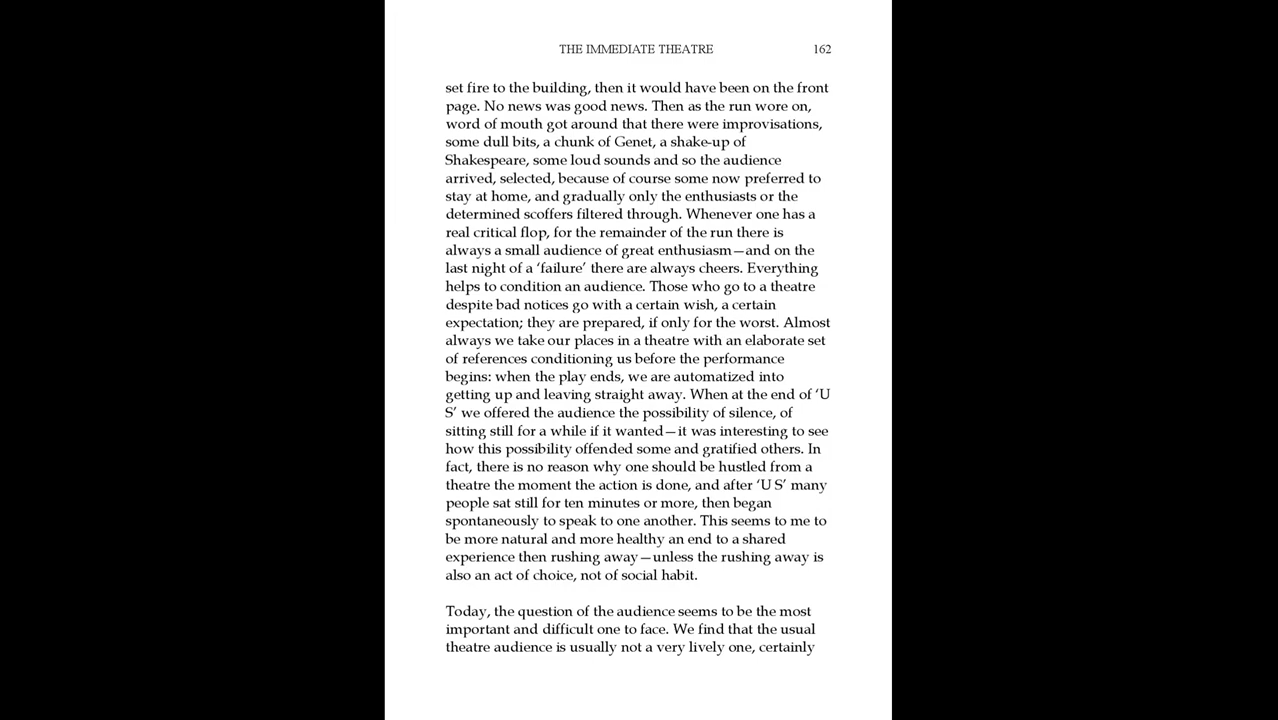 THE IMMEDIATE THEATRE 162
set fire to the building, then it would have been on the front
page. No news was good news. Then as the run wore on,
word of mouth got around that there were improvisations,
some dull bits, a chunk of Genet, a shake-up of
Shakespeare, some loud sounds and so the audience
arrived, selected, because of course some now preferred to
stay at home, and gradually only the enthusiasts or the
determined scoffers filtered through. Whenever one has a
real critical flop, for the remainder of the run there is
always a small audience of great enthusiasm—and on the
last night of a ‘failure’ there are always cheers. Everything
helps to condition an audience. Those who go to a theatre
despite bad notices go with a certain wish, a certain
expectation; they are prepared, if only for the worst. Almost
always we take our places in a theatre with an elaborate set
of references conditioning us before the performance
begins: when the play ends, we are automatized into
getting up and leaving straight away. When at the end of ‘U
S’ we offered the audience the possibility of silence, of
sitting still for a while if it wanted—it was interesting to see
how this possibility offended some and gratified others. In
fact, there is no reason why one should be hustled from a
theatre the moment the action is done, and after ‘U S’ many
people sat still for ten minutes or more, then began
spontaneously to speak to one another. This seems to me to
be more natural and more healthy an end to a shared
experience then rushing away—unless the rushing away is
also an act of choice, not of social habit.
Today, the question of the audience seems to be the most
important and difficult one to face. We find that the usual
theatre audience is usually not a very lively one, certainly